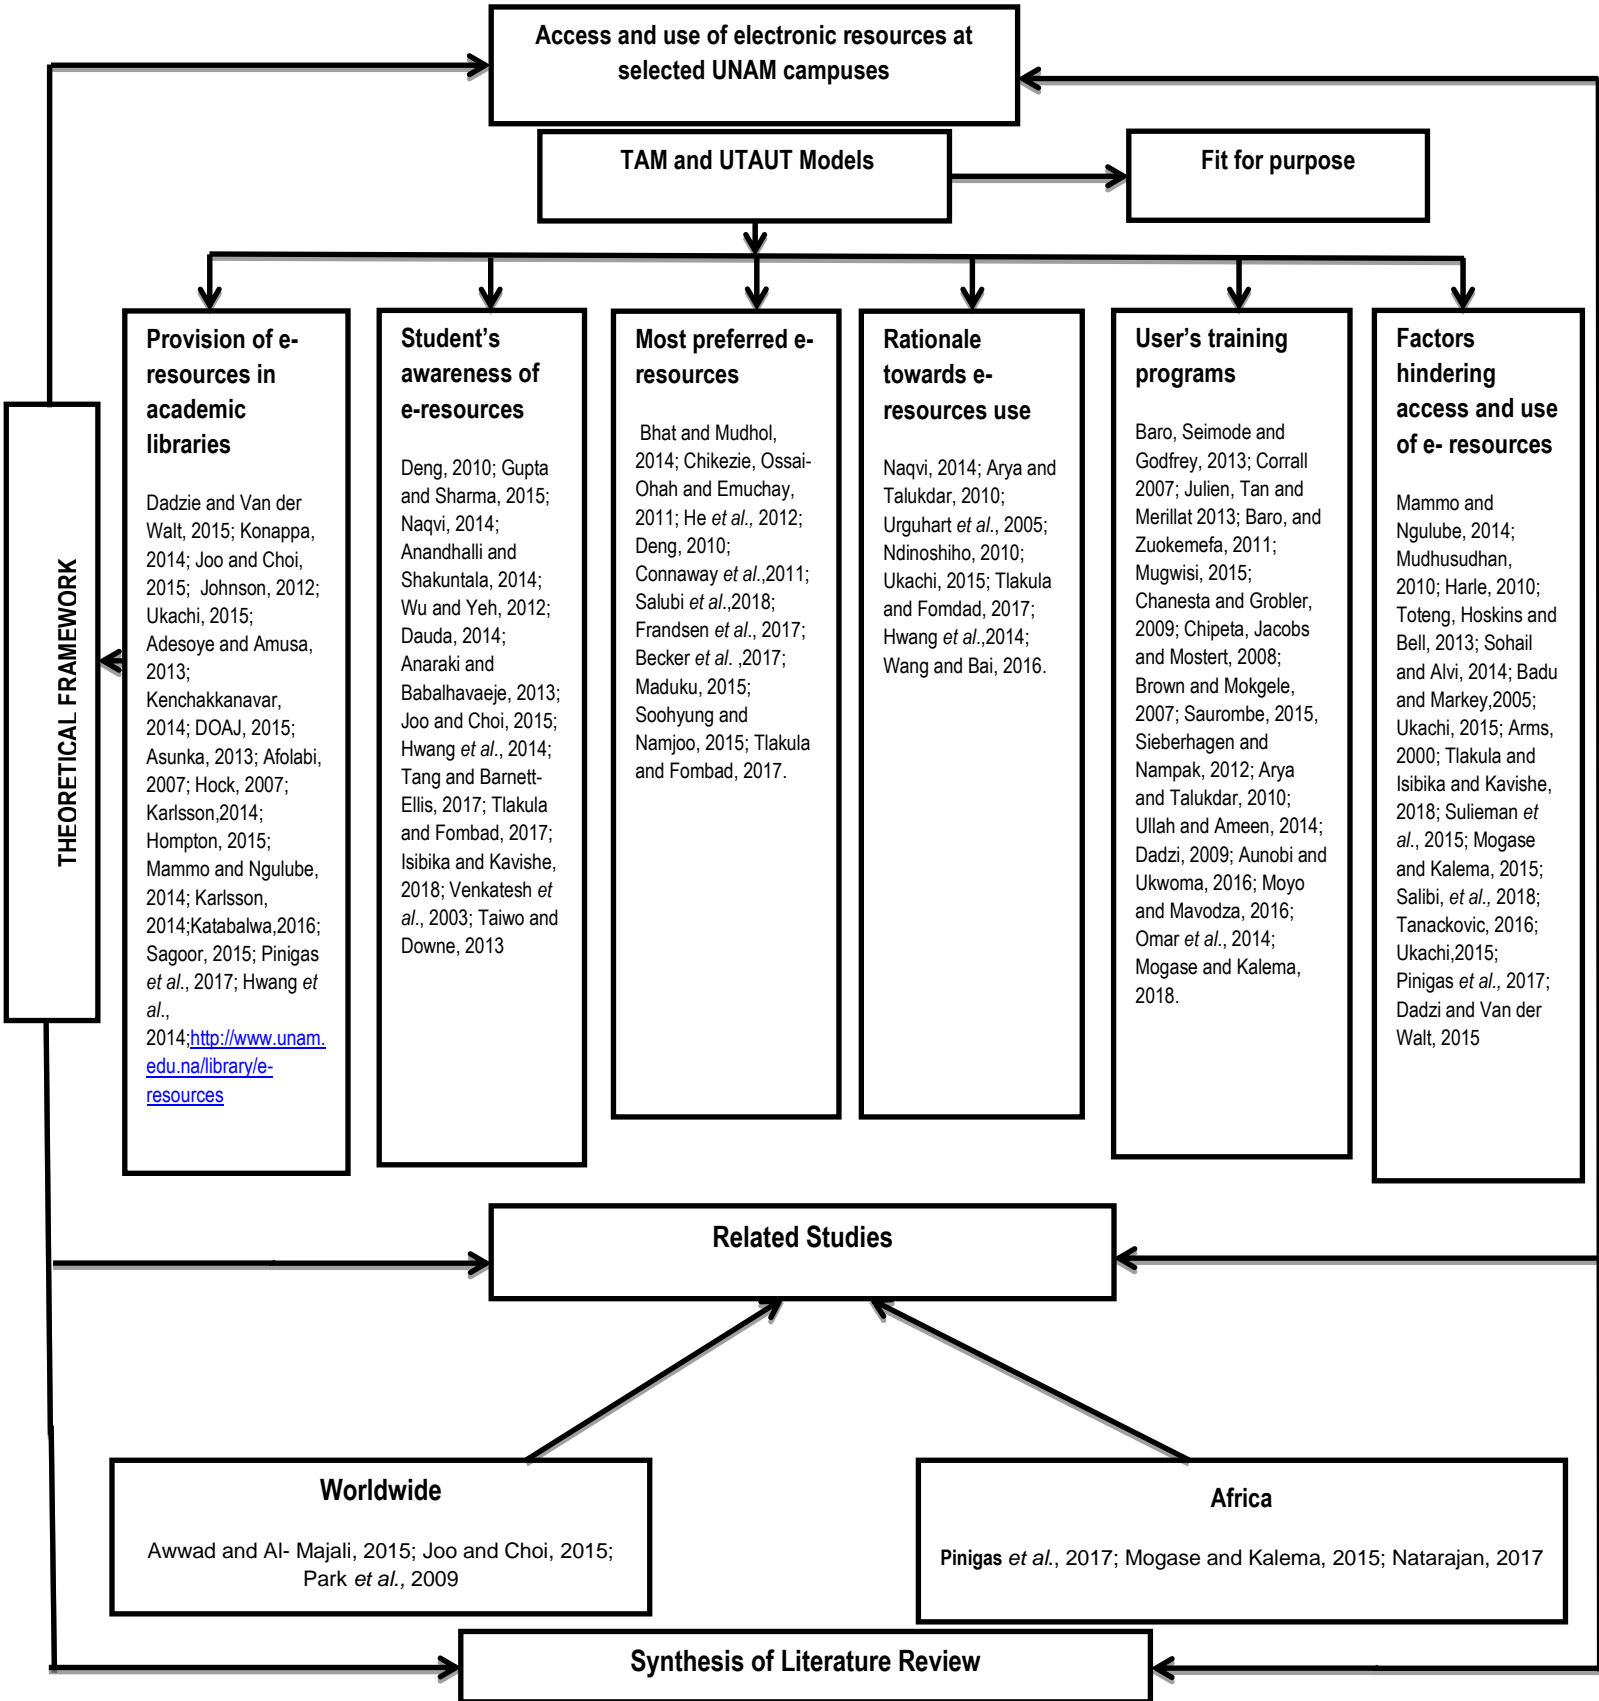 Access and use of electronic resources at
selected UNAM campuses
TAM and UTAUT Models
Fit for purpose
THEORETICAL FRAMEWORK
Provision of e-
resources in
academic
libraries
Dadzie and Van der
Walt, 2015; Konappa,
2014; Joo and Choi,
2015; Johnson, 2012;
Ukachi, 2015;
Adesoye and Amusa,
2013;
Kenchakkanavar,
2014; DOAJ, 2015;
Asunka, 2013; Afolabi,
2007; Hock, 2007;
Karlsson,2014;
Hompton, 2015;
Mammo and Ngulube,
2014; Karlsson,
2014;Katabalwa,2016;
Sagoor, 2015; Pinigas
et al., 2017; Hwang et
al.,
2014;http://www.unam.
edu.na/library/e-
resources
Student’s
awareness of
e-resources
Deng, 2010; Gupta
and Sharma, 2015;
Naqvi, 2014;
Anandhalli and
Shakuntala, 2014;
Wu and Yeh, 2012;
Dauda, 2014;
Anaraki and
Babalhavaeje, 2013;
Joo and Choi, 2015;
Hwang et al., 2014;
Tang and Barnett-
Ellis, 2017; Tlakula
and Fombad, 2017;
Isibika and Kavishe,
2018; Venkatesh et
al., 2003; Taiwo and
Downe, 2013
Most preferred e-
resources
Bhat and Mudhol,
2014; Chikezie, Ossai-
Ohah and Emuchay,
2011; He et al., 2012;
Deng, 2010;
Connaway et al.,2011;
Salubi et al.,2018;
Frandsen et al., 2017;
Becker et al. ,2017;
Maduku, 2015;
Soohyung and
Namjoo, 2015; Tlakula
and Fombad, 2017.
Rationale
towards e-
resources use
Naqvi, 2014; Arya and
Talukdar, 2010;
Urguhart et al., 2005;
Ndinoshiho, 2010;
Ukachi, 2015; Tlakula
and Fomdad, 2017;
Hwang et al.,2014;
Wang and Bai, 2016.
User’s training
programs
Baro, Seimode and
Godfrey, 2013; Corrall
2007; Julien, Tan and
Merillat 2013; Baro, and
Zuokemefa, 2011;
Mugwisi, 2015;
Chanesta and Grobler,
2009; Chipeta, Jacobs
and Mostert, 2008;
Brown and Mokgele,
2007; Saurombe, 2015,
Sieberhagen and
Nampak, 2012; Arya
and Talukdar, 2010;
Ullah and Ameen, 2014;
Dadzi, 2009; Aunobi and
Ukwoma, 2016; Moyo
and Mavodza, 2016;
Omar et al., 2014;
Mogase and Kalema,
2018.
Factors
hindering
access and use
of e- resources
Mammo and
Ngulube, 2014;
Mudhusudhan,
2010; Harle, 2010;
Toteng, Hoskins and
Bell, 2013; Sohail
and Alvi, 2014; Badu
and Markey,2005;
Ukachi, 2015; Arms,
2000; Tlakula and
Isibika and Kavishe,
2018; Sulieman et
al., 2015; Mogase
and Kalema, 2015;
Salibi, et al., 2018;
Tanackovic, 2016;
Ukachi,2015;
Pinigas et al., 2017;
Dadzi and Van der
Walt, 2015
Related Studies
Worldwide
Awwad and Al- Majali, 2015; Joo and Choi, 2015;
Park et al., 2009
Africa
Pinigas et al., 2017; Mogase and Kalema, 2015; Natarajan, 2017
Synthesis of Literature Review